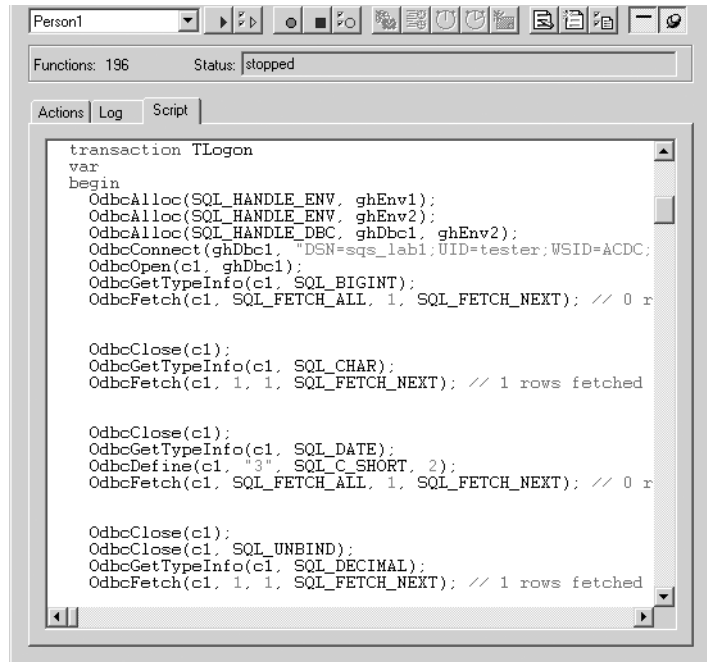 Person1
Functions: 196 Status: stopped
Actions Log Script
transaction TLogon
var
begin
OdbcAlloc(SQL_HANDLE_ENV, ghEnv1);
OdbcAlloc(SQL_HANDLE_ENV, ghEnv2);
OdbcAlloc(SQL_HANDLE_DBC, ghDbc1, ghEnv2);
OdbcConnect(ghDbc1, "DSN=sqs_lab1;UID=tester;WSID=ACDC;
OdbcOpen(c1, ghDbc1);
OdbcGetTypeInfo(c1, SQL_BIGINT);
OdbcFetch(c1, SQL_FETCH_ALL, 1, SQL_FETCH_NEXT); // 0 r
OdbcClose(c1);
OdbcGetTypeInfo(c1, SQL_CHAR);
OdbcFetch(c1, 1, 1, SQL_FETCH_NEXT); // 1 rows fetched
OdbcClose(c1);
OdbcGetTypeInfo(c1, SQL_DATE);
OdbcDefine(c1, "3", SQL_C_SHORT, 2);
OdbcFetch(c1, SQL_FETCH_ALL, 1, SQL_FETCH_NEXT); // 0 r
OdbcClose(c1);
OdbcClose(c1, SQL_UNBIND);
OdbcGetTypeInfo(c1, SQL_DECIMAL);
OdbcFetch(c1, 1, 1, SQL_FETCH_NEXT); // 1 rows fetched